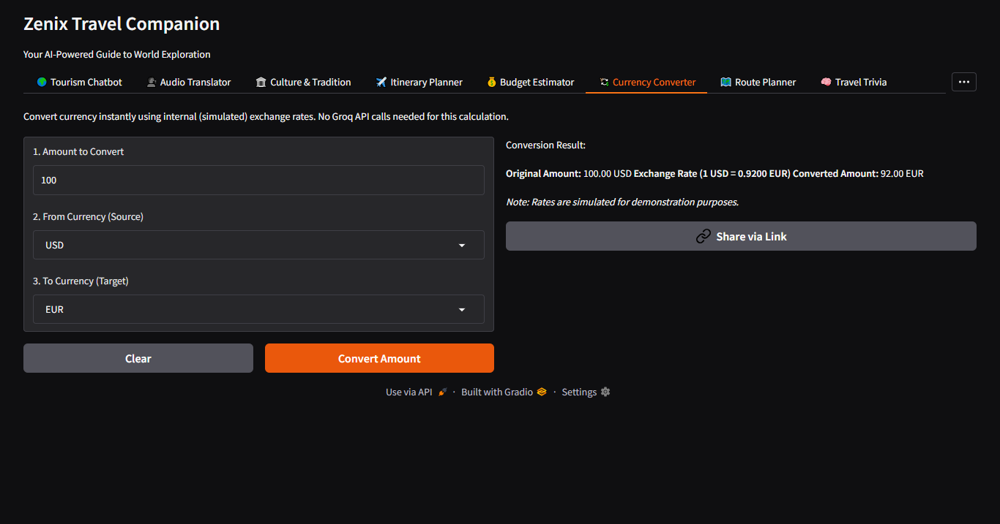 Zenix Travel Companion
Your AI-Powered Guide to World Exploration
Tourism Chatbot Audio Translator Culture & Tradition Itinerary Planner Budget Estimator Currency Converter Route Planner Travel Trivia
Convert currency instantly using internal (simulated) exchange rates. No Groq API calls needed for this calculation.
1. Amount to Convert
100
2. From Currency (Source)
USD
3. To Currency (Target)
EUR
Clear Convert Amount
Conversion Result:
Original Amount: 100.00 USD Exchange Rate (1 USD = 0.9200 EUR) Converted Amount: 92.00 EUR
Note: Rates are simulated for demonstration purposes.
Share via Link
Use via API · Built with Gradio · Settings